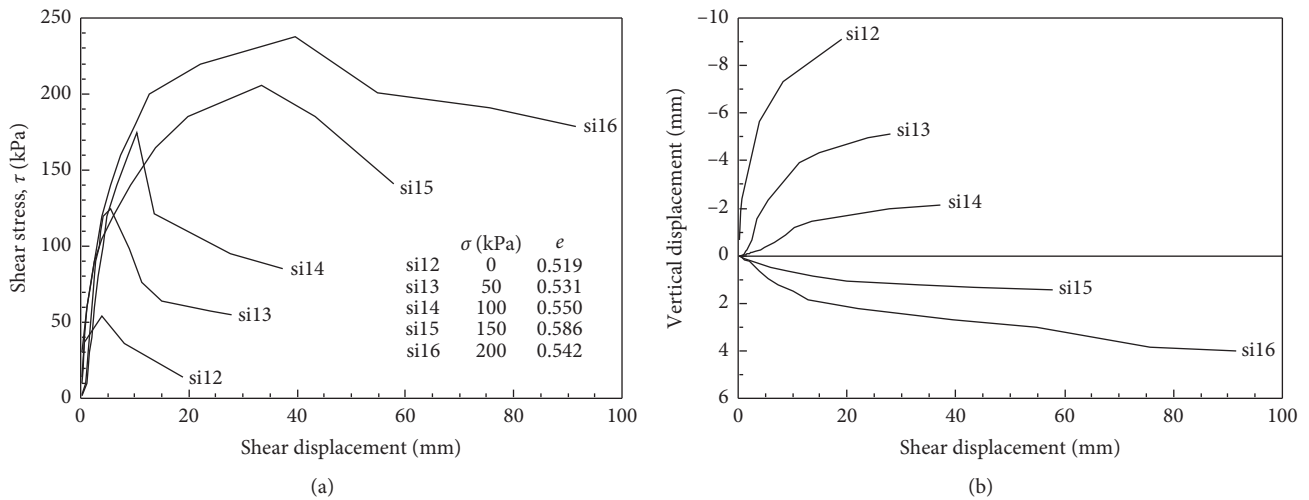 250
200
150
100
50
0
Shear stress, τ (kPa)
si16
si15
si14
si13
si12
σ (kPa) e
si12 0 0.519
si13 50 0.531
si14 100 0.550
si15 150 0.586
si16 200 0.542
0 20 40 60 80 100
Shear displacement (mm)
(a)
−10
−8
−6
−4
−2
0
2
4
6
Vertical displacement (mm)
si12
si13
si14
si15
si16
0 20 40 60 80 100
Shear displacement (mm)
(b)